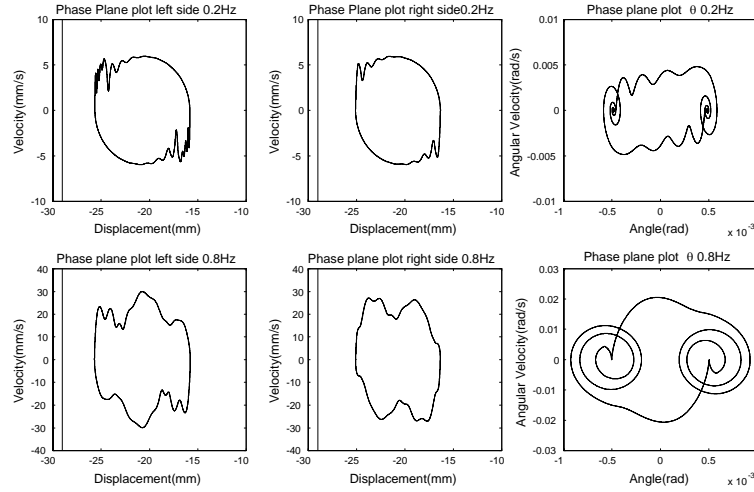 Phase Plane plot left side 0.2Hz
10
5
0
-5
-10
Velocity(mm/s)
-30 -25 -20 -15 -10
Displacement(mm)
Phase Plane plot right side0.2Hz
10
5
0
-5
-10
Velocity(mm/s)
-30 -25 -20 -15 -10
Displacement(mm)
Phase plane plot θ 0.2Hz
0.01
0.005
0
-0.005
-0.01
Angular Velocity(rad/s)
-1 -0.5 0 0.5 1
x 10⁻³
Angle(rad)
Phase plane plot left side 0.8Hz
40
30
20
10
0
-10
-20
-30
-40
Velocity(mm/s)
-30 -25 -20 -15 -10
Displacement(mm)
Phase plane plot right side 0.8Hz
40
30
20
10
0
-10
-20
-30
-40
Velocity(mm/s)
-30 -25 -20 -15 -10
Displacement(mm)
Phase plane plot θ 0.8Hz
0.03
0.02
0.01
0
-0.01
-0.02
-0.03
Angular Velocity(rad/s)
-1 -0.5 0 0.5
x 10⁻³
Angle(rad)